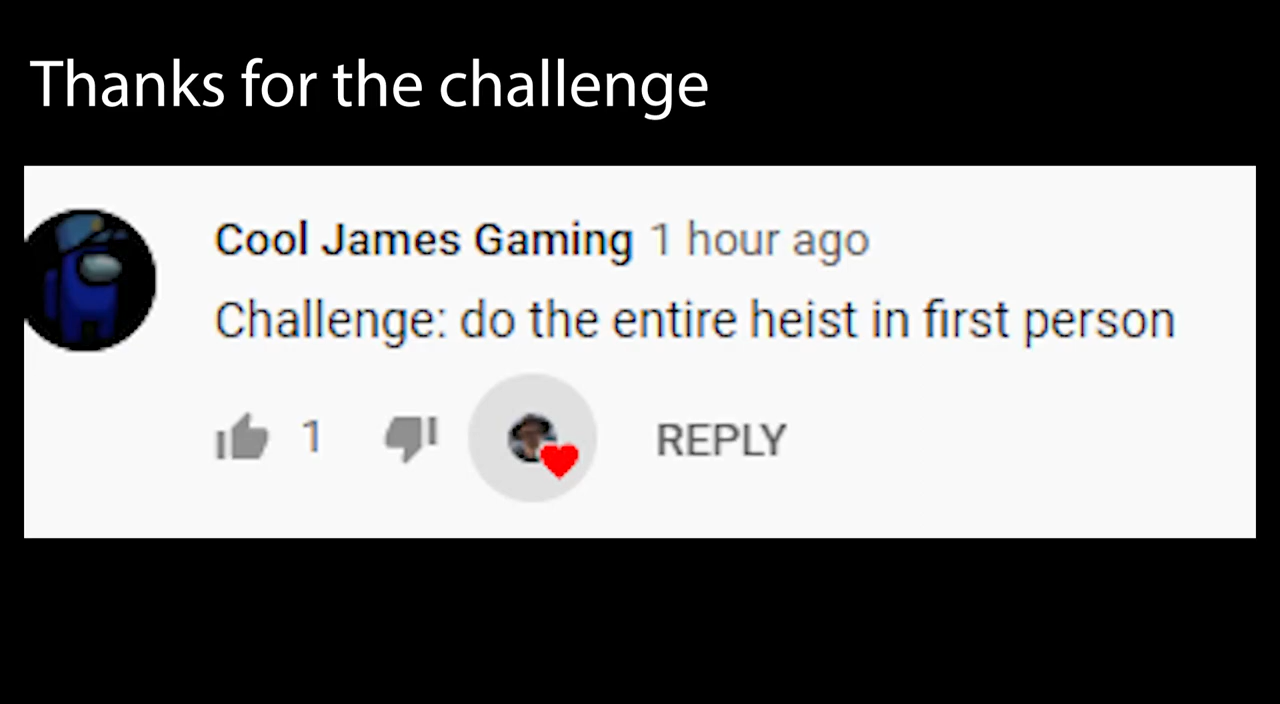 Thanks for the challenge
Cool James Gaming 1 hour ago
Challenge: do the entire heist in first person
1
REPLY